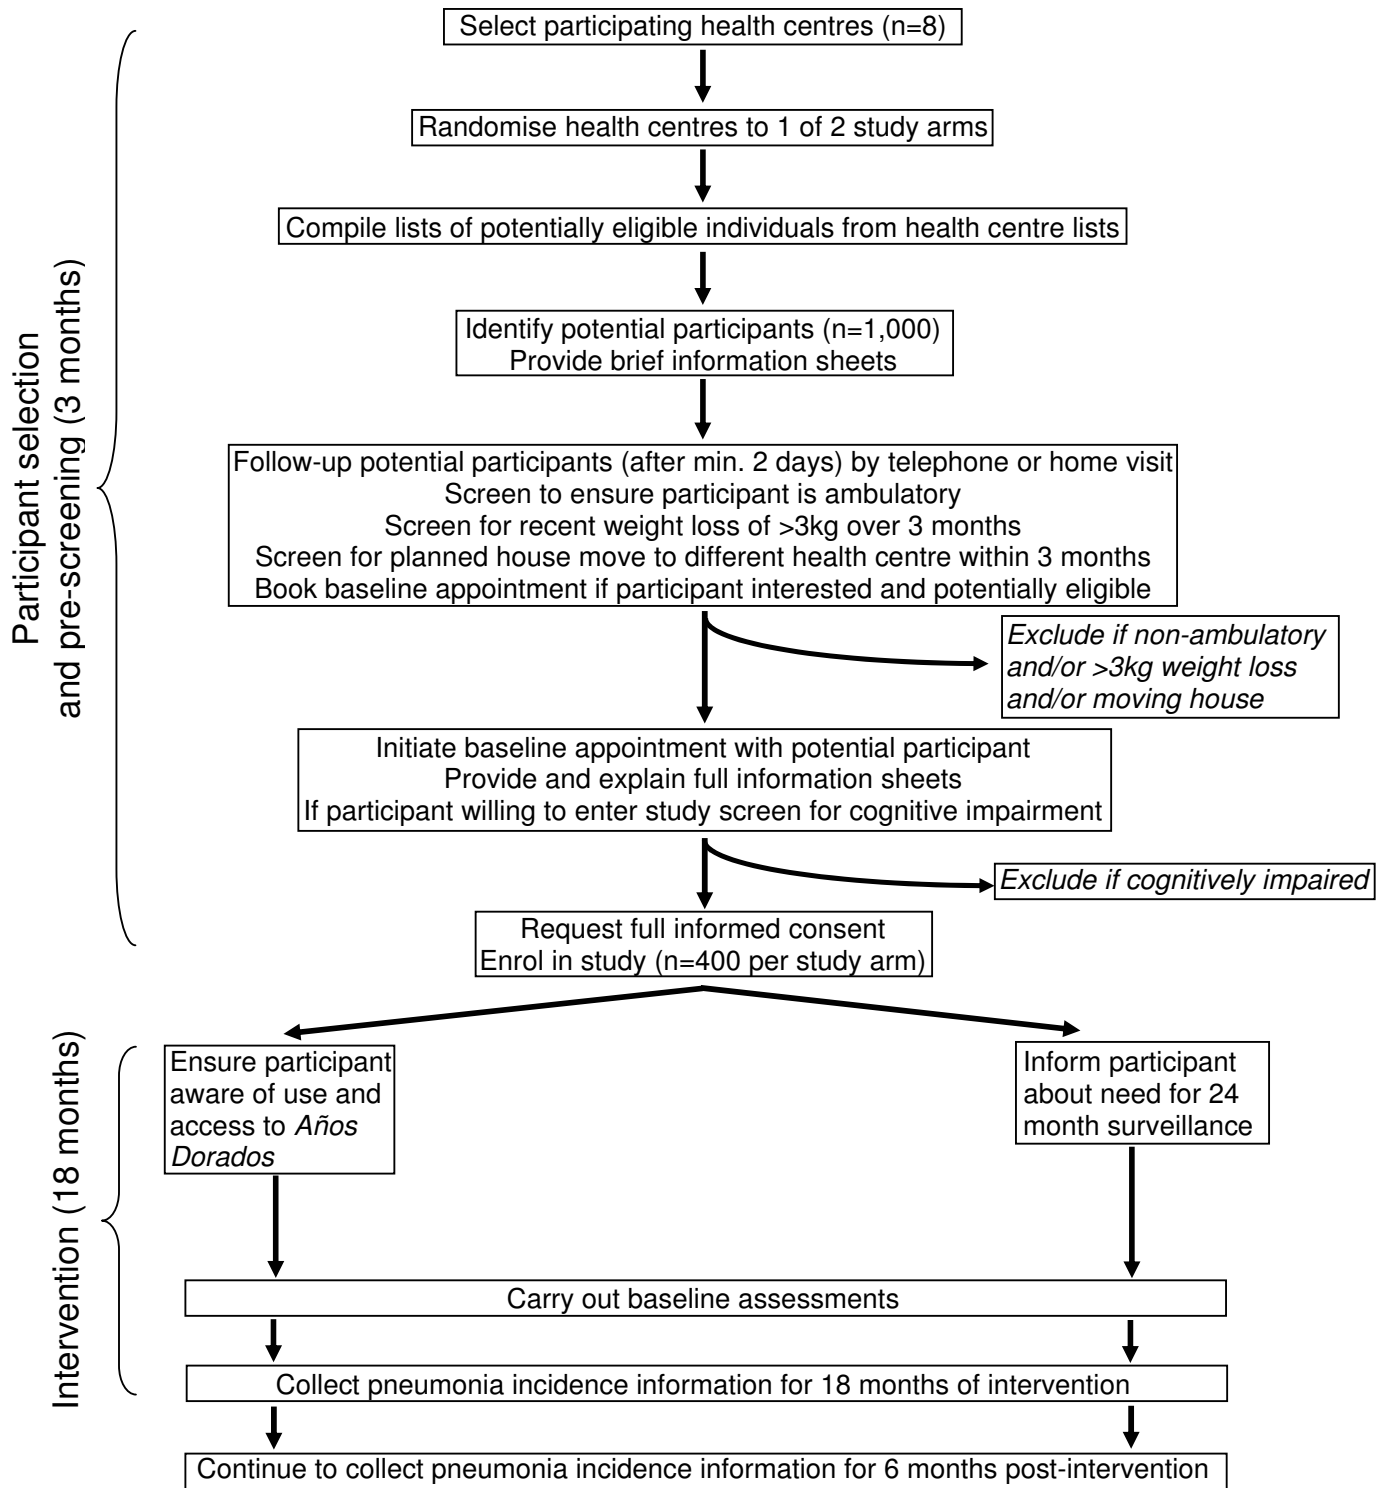 Select participating health centres (n=8)
Randomise health centres to 1 of 2 study arms
Compile lists of potentially eligible individuals from health centre lists
Identify potential participants (n=1,000)
Provide brief information sheets
Participant selection
and pre-screening (3 months)
Follow-up potential participants (after min. 2 days) by telephone or home visit
Screen to ensure participant is ambulatory
Screen for recent weight loss of >3kg over 3 months
Screen for planned house move to different health centre within 3 months
Book baseline appointment if participant interested and potentially eligible
Exclude if non-ambulatory
and/or >3kg weight loss
and/or moving house
Initiate baseline appointment with potential participant
Provide and explain full information sheets
If participant willing to enter study screen for cognitive impairment
Exclude if cognitively impaired
Request full informed consent
Enrol in study (n=400 per study arm)
Intervention (18 months)
Ensure participant
aware of use and
access to Años
Dorados
Inform participant
about need for 24
month surveillance
Carry out baseline assessments
Collect pneumonia incidence information for 18 months of intervention
Continue to collect pneumonia incidence information for 6 months post-intervention